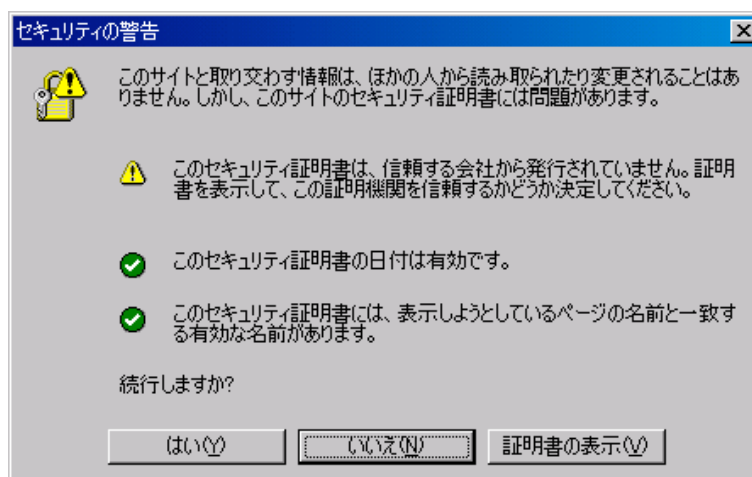 セキュリティの警告
このサイトと取り交わす情報は、ほかの人から読み取られたり変更されることはあ
りません。しかし、このサイトのセキュリティ証明書には問題があります。
このセキュリティ証明書は、信頼する会社から発行されていません。証明
書を表示して、この証明機関を信頼するかどうか決定してください。
このセキュリティ証明書の日付は有効です。
このセキュリティ証明書には、表示しようとしているページの名前と一致す
る有効な名前があります。
続行しますか?
はい(Y) いいえ(N) 証明書の表示(V)